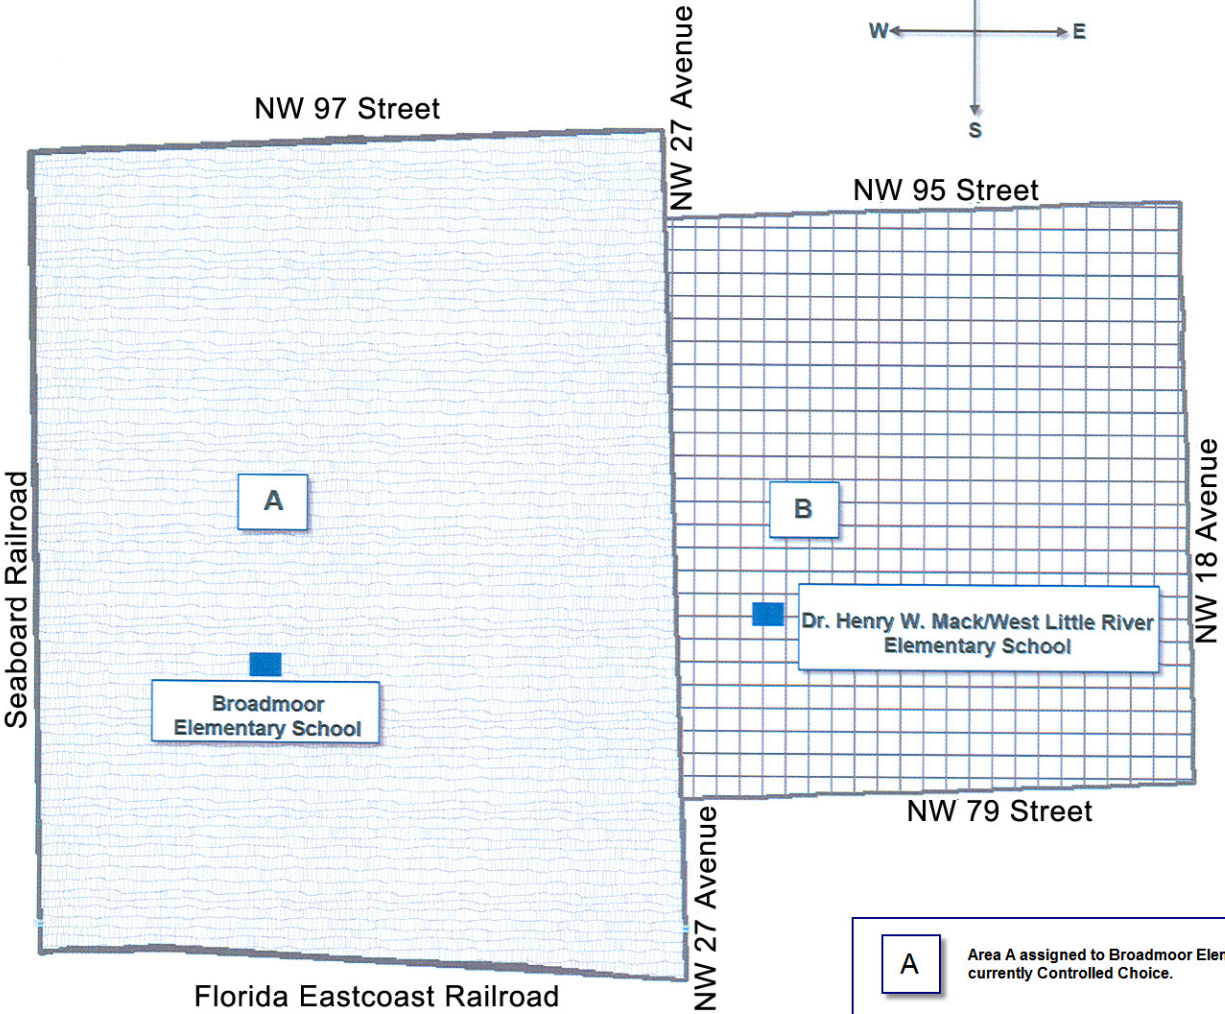 W
E
S
NW 27 Avenue
NW 97 Street
NW 95 Street
A
B
Seaboard Railroad
NW 18 Avenue
Dr. Henry W. Mack/West Little River
Elementary School
Broadmoor
Elementary School
NW 79 Street
NW 27 Avenue
Florida Eastcoast Railroad
A
Area A assigned to Broadmoor Elem
currently Controlled Choice.